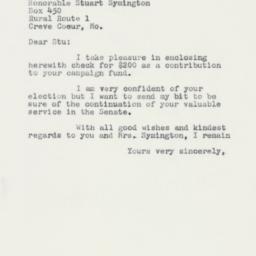 Honorable Stuart Symington
Box 450
Rural Route 1
Creve Coeur, Mo.
Dear Stu:
I take pleasure in enclosing
herewith check for $200 as a contribution
to your campaign fund.
I am very confident of your
election but I want to send my bit to be
sure of the continuation of your valuable
service in the Senate.
With all good wishes and kindest
regards to you and Mrs. Symington, I remain
Yours very sincerely,